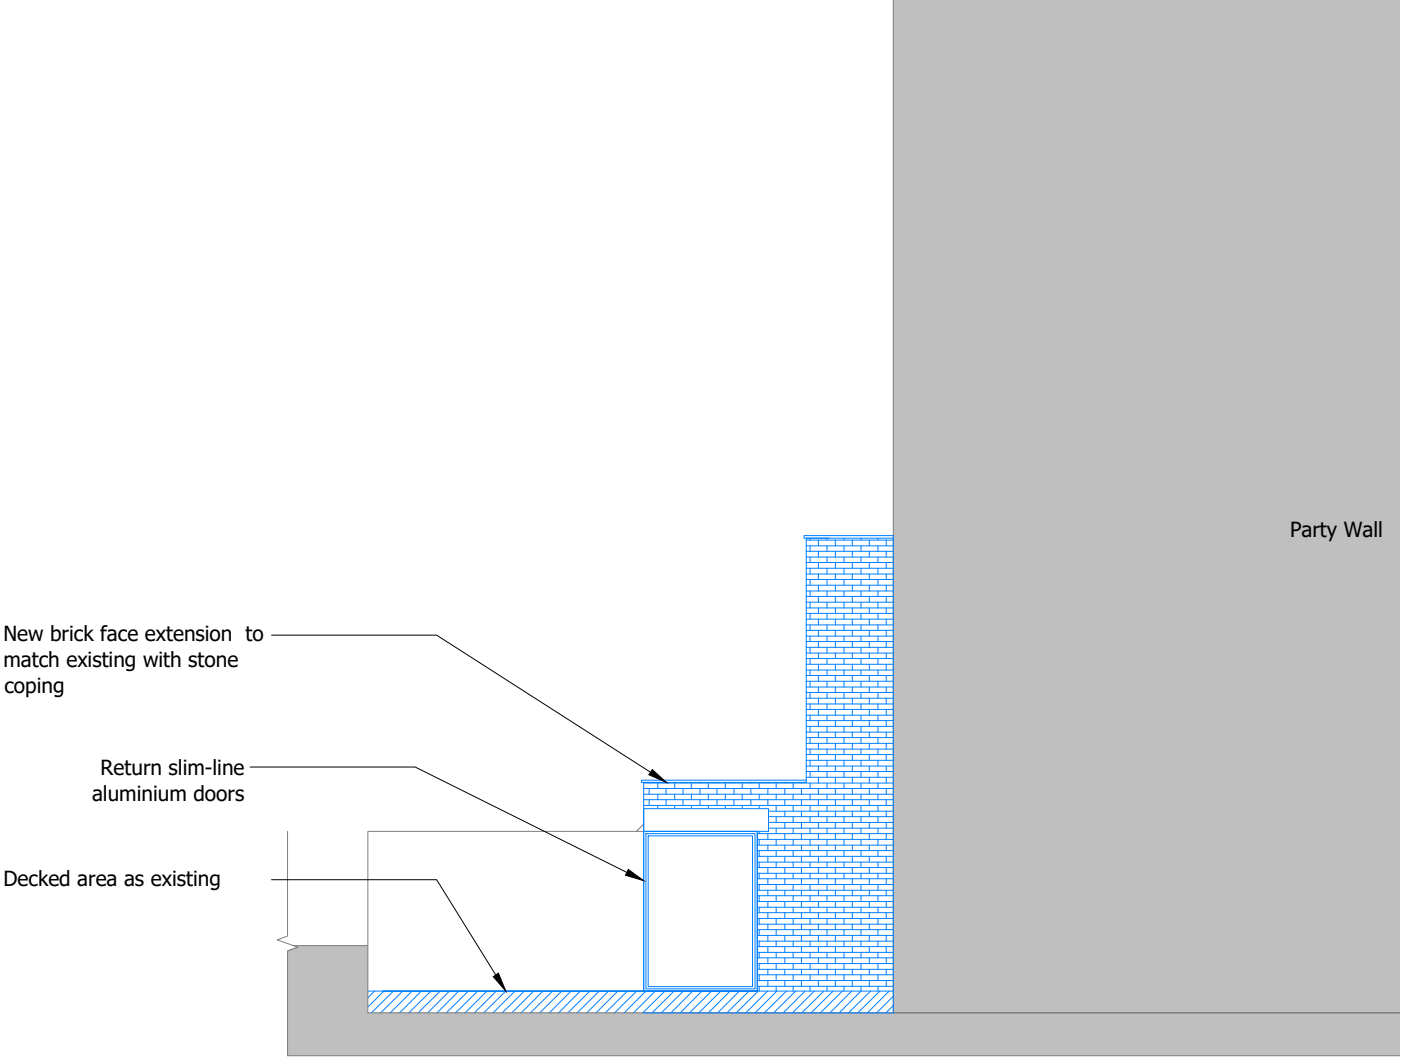 Party Wall
New brick face extension  to
match existing with stone
coping
Return slim-line
aluminium doors
Decked area as existing